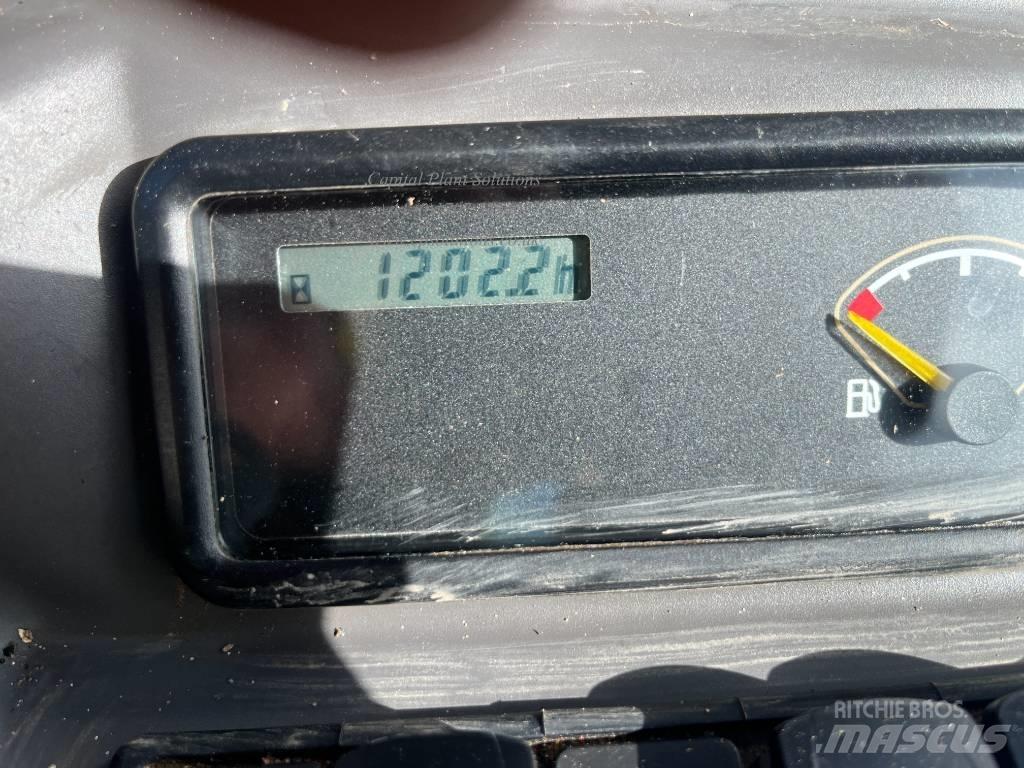 Capital Plant Solutions
1202.2h
RITCHIE BROS.
MASCUS